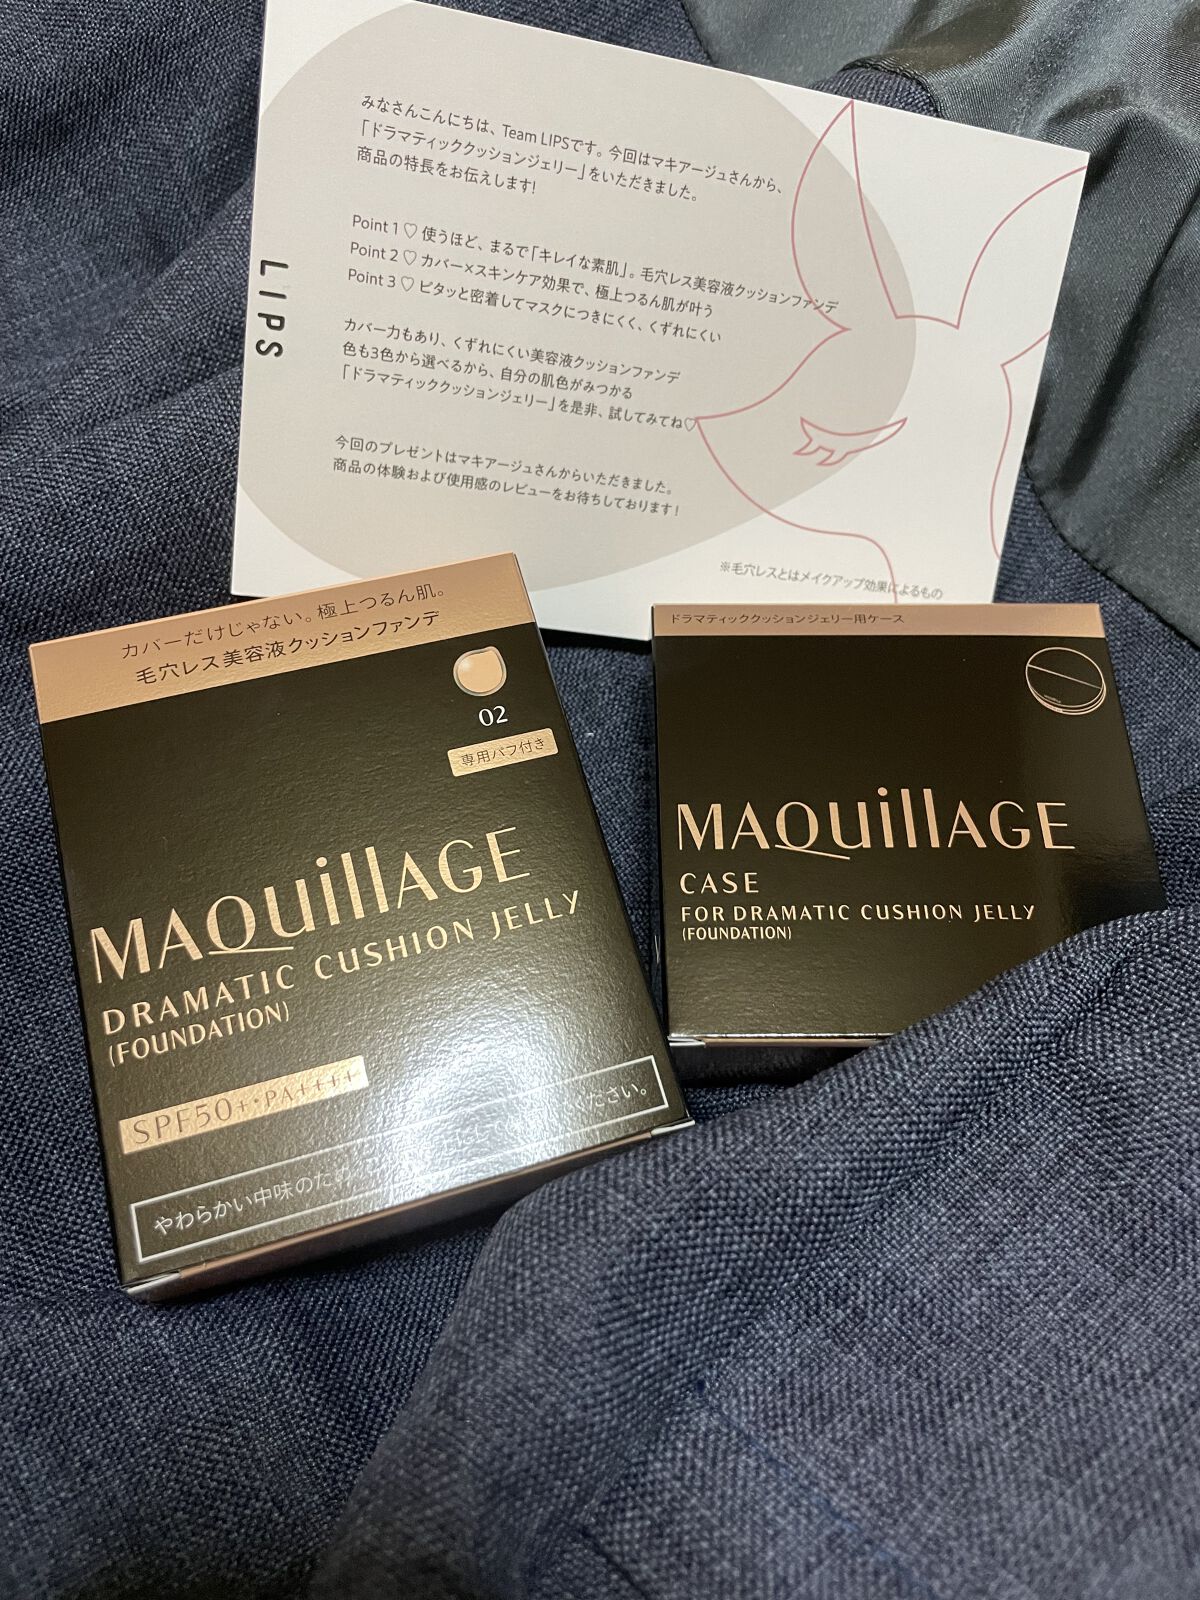 みなさんこんにちは、Team LIPSです。今回はマキアージュさんから、
「ドラマティッククッションジェリー」をいただきました。
商品の特長をお伝えします!
Point 1 ♡ 使うほど、まるで「キレイな素肌」。毛穴レス美容液クッションファンデ
Point 2 ♡ カバー×スキンケア効果で、極上つるん肌が叶う
Point 3 ♡ ピタッと密着してマスクにつきにくく、くずれにくい
カバー力もあり、くずれにくい美容液クッションファンデ
色も3色から選べるから、自分の肌色がみつかる
「ドラマティッククッションジェリー」を是非、試してみてね♡
今回のプレゼントはマキアージュさんからいただきました。
商品の体験および使用感のレビューをお待ちしております!
※毛穴レスとはメイクアップ効果によるもの
LIPS
カバーだけじゃない。極上つるん肌。
毛穴レス美容液クッションファンデ
02
専用パフ付き
MAQuillAGE
DRAMATIC CUSHION JELLY
(FOUNDATION)
SPF50+・PA++++
やわらかい中味のた ください。
ドラマティッククッションジェリー用ケース
MAQuillAGE
CASE
FOR DRAMATIC CUSHION JELLY
(FOUNDATION)